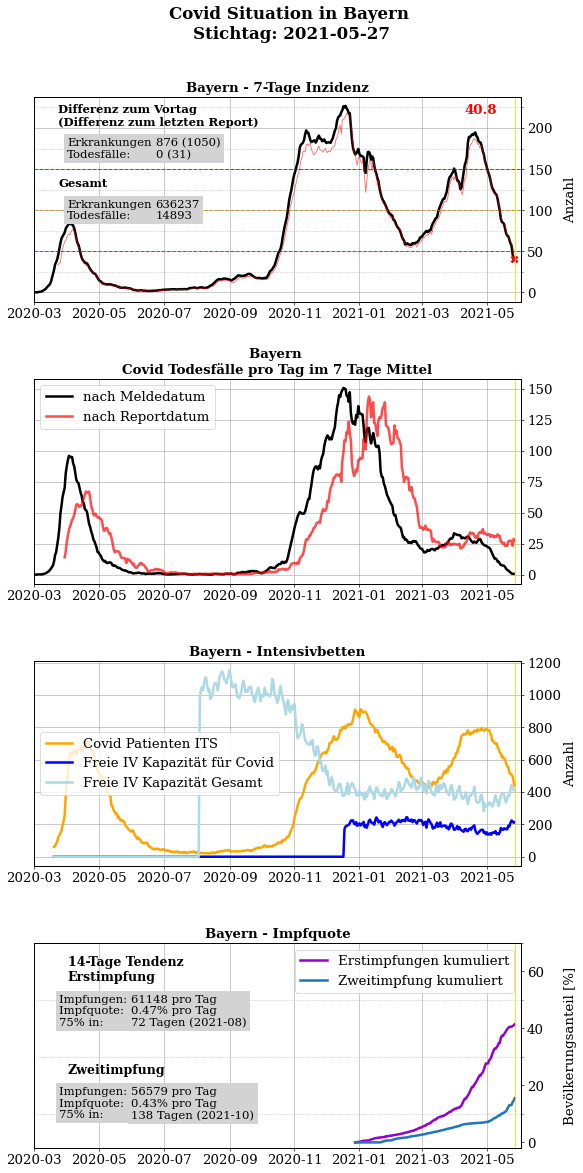 Covid Situation in Bayern
Stichtag: 2021-05-27
Bayern - 7-Tage Inzidenz
Differenz zum Vortag
(Differenz zum letzten Report)
Erkrankungen 876 (1050)
Todesfälle: 0 (31)
Gesamt
Erkrankungen 636237
Todesfälle: 14893
40.8
200
150
100
50
0
Anzahl
2020-03 2020-05 2020-07 2020-09 2020-11 2021-01 2021-03 2021-05
Bayern
Covid Todesfälle pro Tag im 7 Tage Mittel
nach Meldedatum
nach Reportdatum
150
125
100
75
50
25
0
2020-03 2020-05 2020-07 2020-09 2020-11 2021-01 2021-03 2021-05
Bayern - Intensivbetten
Covid Patienten ITS
Freie IV Kapazität für Covid
Freie IV Kapazität Gesamt
1200
1000
800
600
400
200
0
Anzahl
2020-03 2020-05 2020-07 2020-09 2020-11 2021-01 2021-03 2021-05
Bayern - Impfquote
14-Tage Tendenz
Erstimpfung
Impfungen: 61148 pro Tag
Impfquote: 0.47% pro Tag
75% in: 72 Tagen (2021-08)
Zweitimpfung
Impfungen: 56579 pro Tag
Impfquote: 0.43% pro Tag
75% in: 138 Tagen (2021-10)
Erstimpfungen kumuliert
Zweitimpfung kumuliert
60
40
20
0
Bevölkerungsanteil [%]
2020-03 2020-05 2020-07 2020-09 2020-11 2021-01 2021-03 2021-05